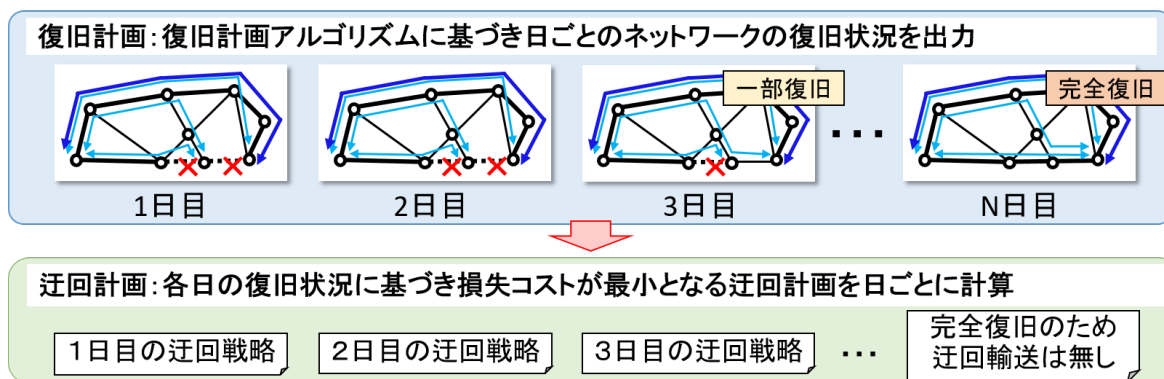 復旧計画：復旧計画アルゴリズムに基づき日ごとのネットワークの復旧状況を出力
一部復旧
完全復旧
･･･
1日目
2日目
3日目
N日目
迂回計画：各日の復旧状況に基づき損失コストが最小となる迂回計画を日ごとに計算
１日目の迂回戦略
２日目の迂回戦略
３日目の迂回戦略
･･･
完全復旧のため
迂回輸送は無し